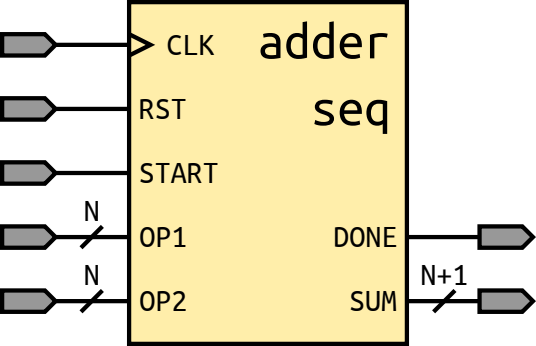 CLK adder
RST seq
START
N
OP1 DONE
N N+1
OP2 SUM